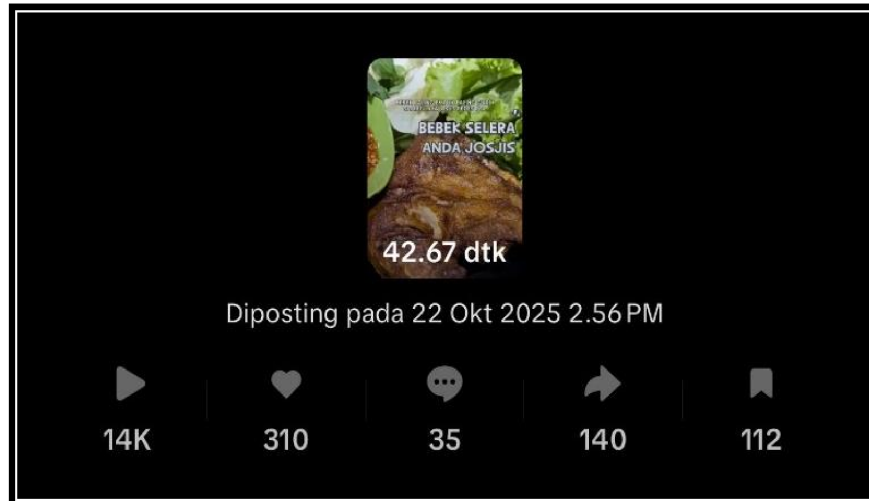 BEBEK SELERA
ANDA JOSJIS
42.67 dtk
Diposting pada 22 Okt 2025 2.56 PM
14K 310 35 140 112